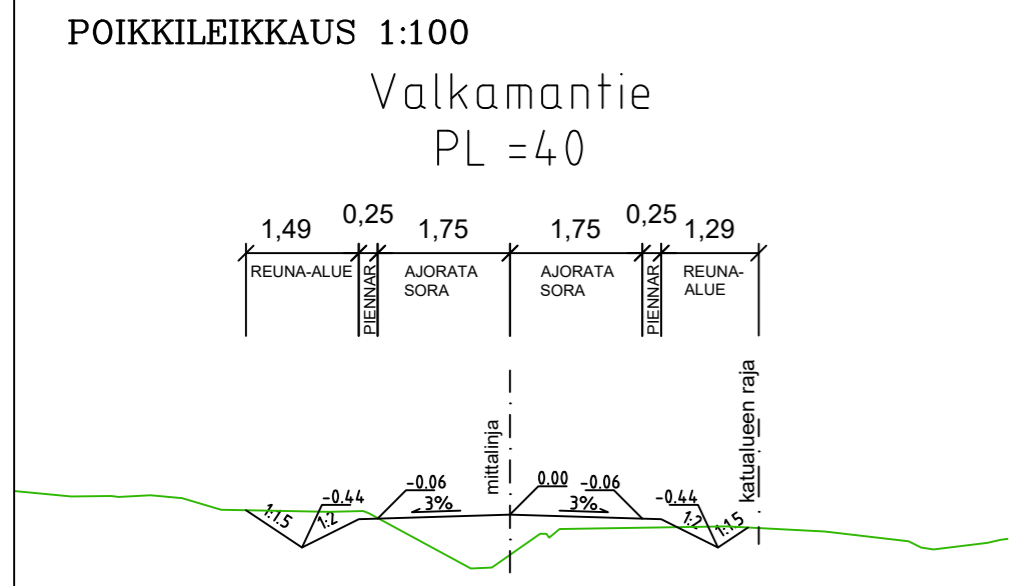 POIKKILEIKKAUS 1:100
Valkamantie
PL =40
1,49 0,25 1,75 1,75 0,25 1,29
REUNA-ALUE PIENNAR AJORATA AJORATA PIENNAR REUNA-
SORA SORA ALUE
mittalinja
katualueen raja
-0.44 -0.06 0.00 -0.06 -0.44
1:1.5 1:2 3% 3% 1:2 1:1.5